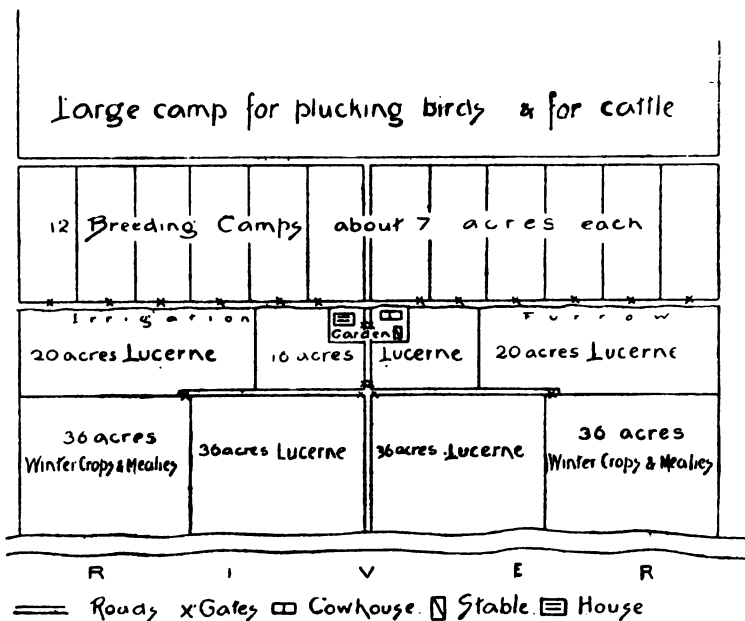 Large camp for plucking birds & for cattle
12 Breeding Camps about 7 acres each
Irrigation Furrow
Garden
20 acres Lucerne 16 acres Lucerne 20 acres Lucerne
36 acres
Winter Crops & Mealies
36 acres Lucerne
36 acres Lucerne
36 acres
Winter Crops & Mealies
RIVER
Roads x Gates Cowhouse. Stable. House